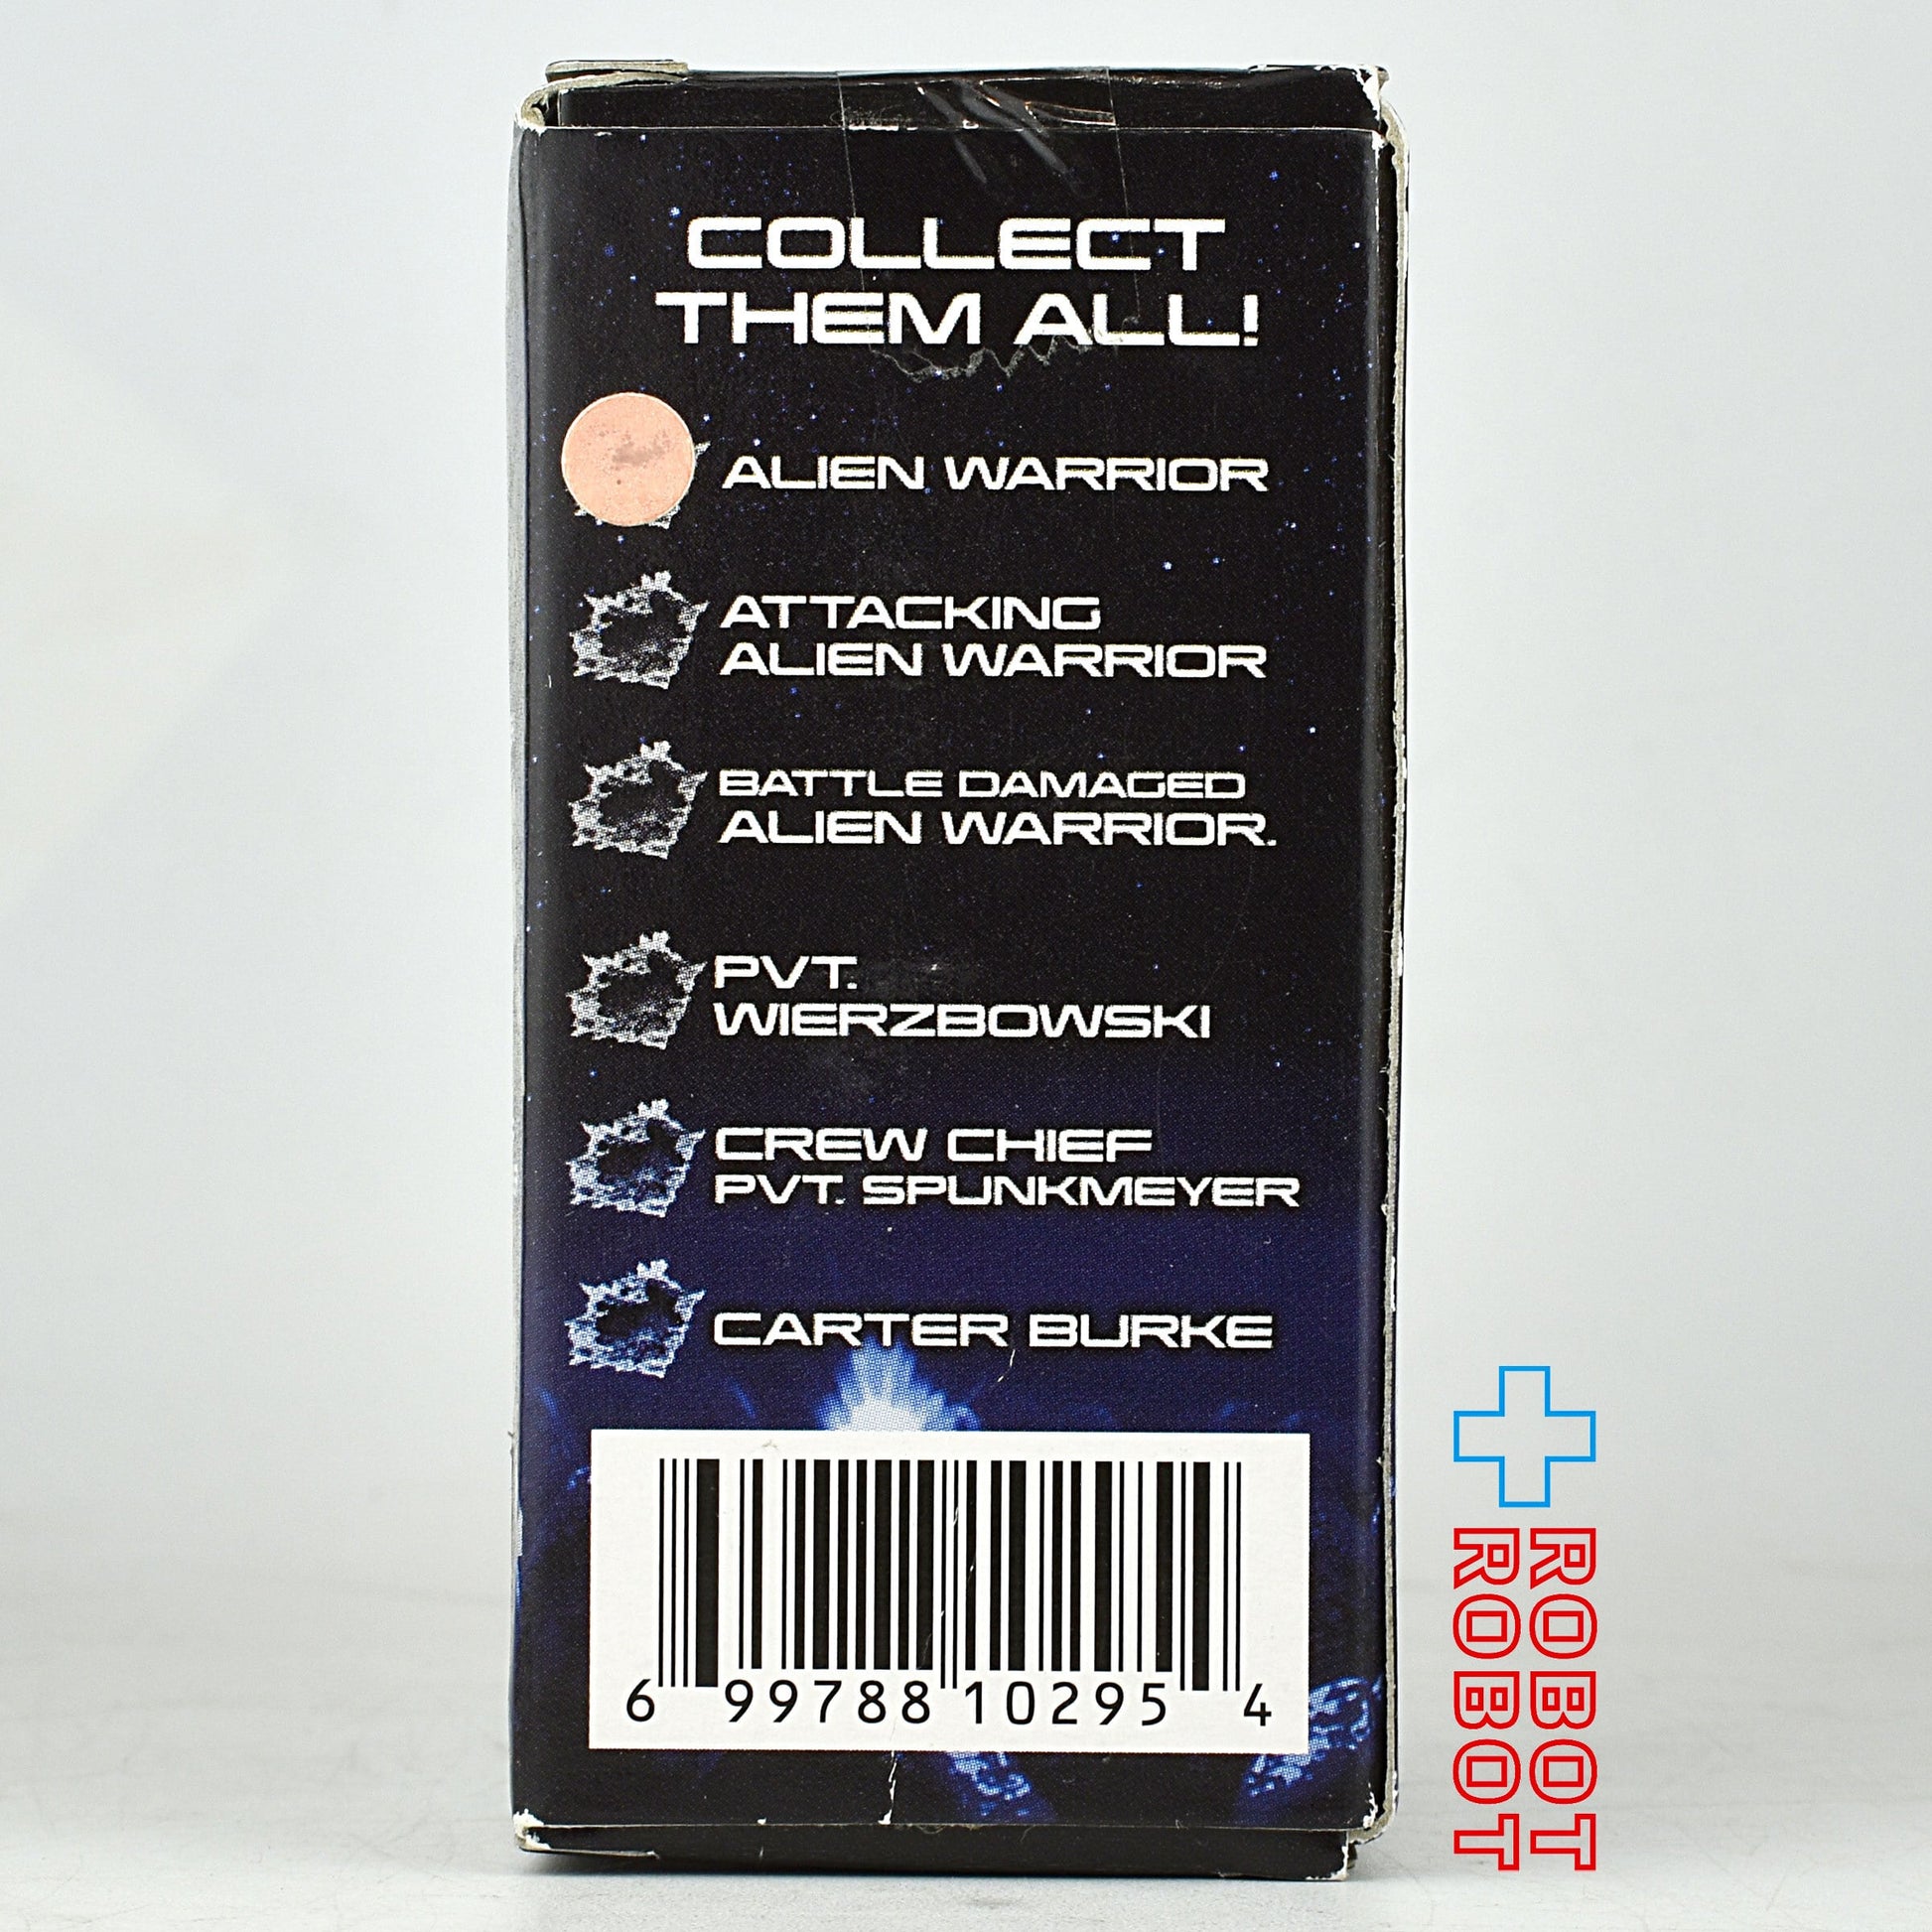 COLLECT
THEM ALL!
ALIEN WARRIOR
ATTACKING
ALIEN WARRIOR
BATTLE DAMAGED
ALIEN WARRIOR.
PVT.
WIERZBOWSKI
CREW CHIEF
PVT. SPUNKMEYER
CARTER BURKE
6 99788 10295 4
ROBOT
ROBOT